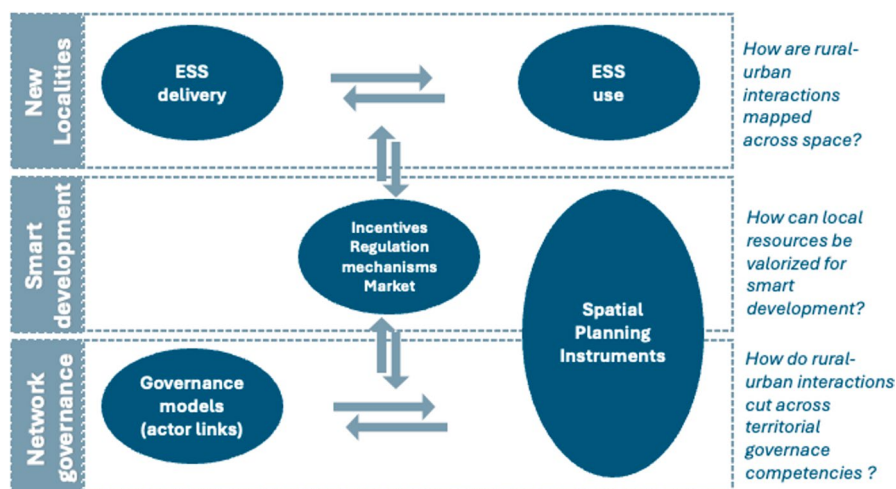 New
Localities
ESS
delivery
ESS
use
How are rural-
urban
interactions
mapped
across space?
Smart
development
Incentives
Regulation
mechanisms
Market
Spatial
Planning
Instruments
How can local
resources be
valorized for
smart
development?
Network
governance
Governance
models
(actor links)
How do rural-
urban interactions
cut across
territorial
governace
competencies ?